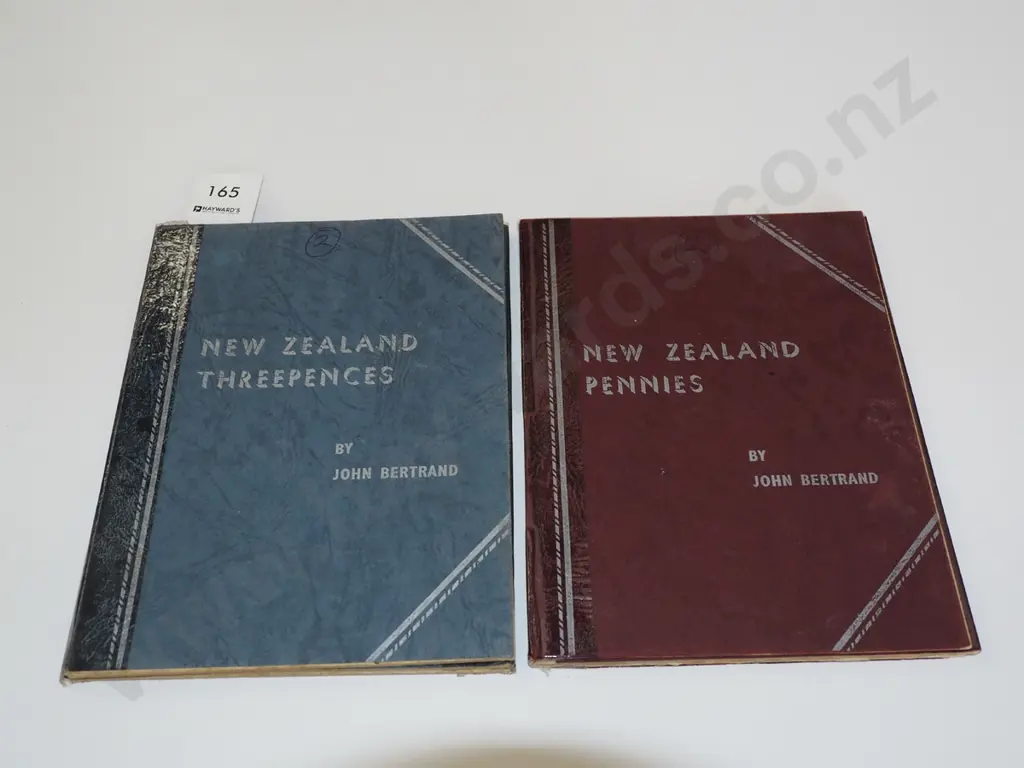 165
HAYWARD'S
2
NEW ZEALAND
THREEPENCES
BY
JOHN BERTRAND
NEW ZEALAND
PENNIES
BY
JOHN BERTRAND